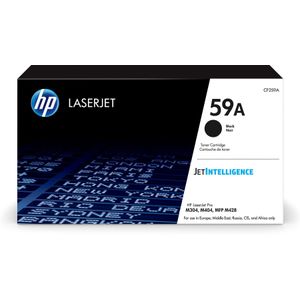 hp
LASERJET
59A
CF259A
Black
Noir
Toner Cartridge
Cartouche de toner
JETINTELLIGENCE
HP LaserJet Pro
M304, M404, MFP M428
For use in Europe, Middle East, Russia, CEI, and Africa only